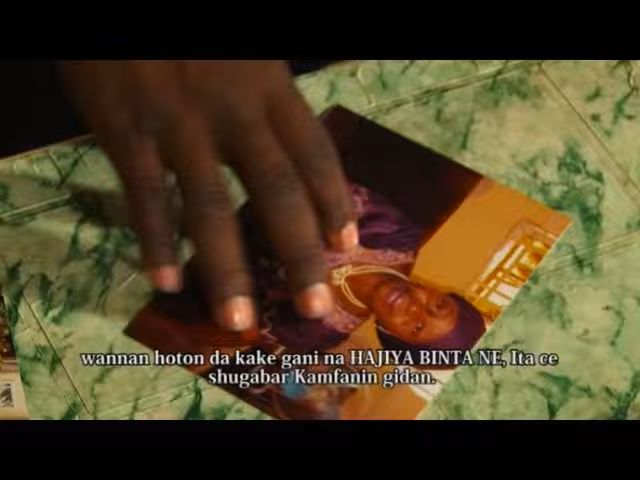 wannan hoton da kake gani na HAJIYA BINTA NE, Ita ce
shugabar Kamfanin gidan.